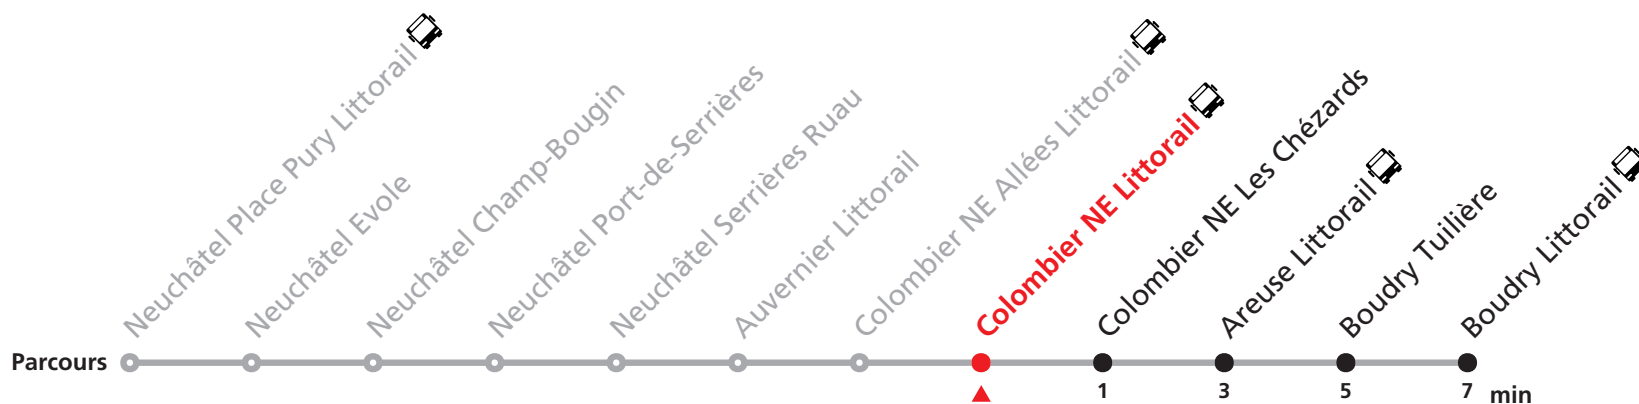 Neuchâtel Place Pury Littorail
Neuchâtel Evole
Neuchâtel Champ-Bougin
Neuchâtel Port-de-Serrières
Neuchâtel Serrières Ruau
Auvernier Littorail
Colombier NE Allées Littorail
Colombier NE Littorail
Colombier NE Les Chézards
Areuse Littorail
Boudry Tuilière
Boudry Littorail
Parcours
1 3 5 7 min